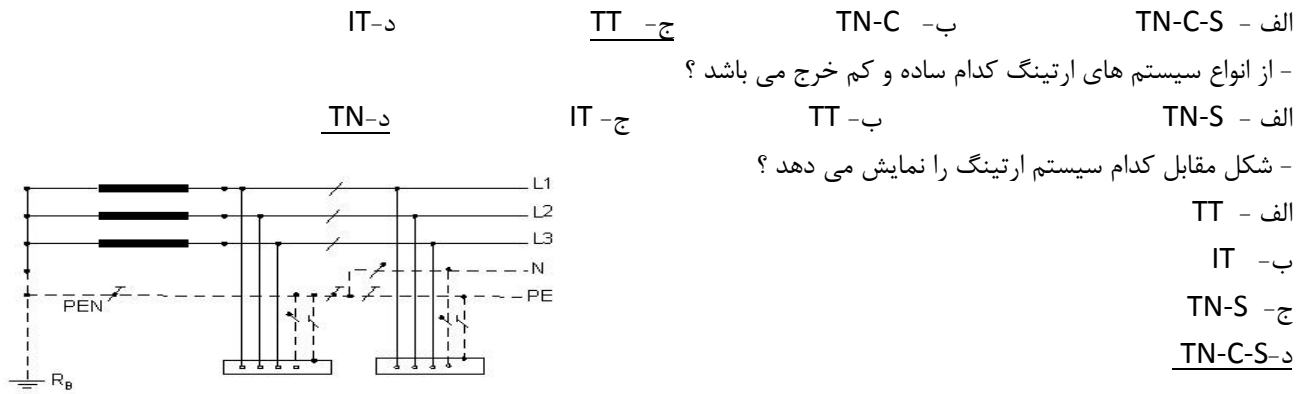 الف - TN-C-S ب- TN-C ج- TT د-IT
- از انواع سیستم های ارتینگ کدام ساده و کم خرج می باشد ؟
الف - TN-S ب- TT ج- IT د-TN
- شکل مقابل کدام سیستم ارتینگ را نمایش می دهد ؟
الف - TT
ب- IT
ج- TN-S
د-TN-C-S
L1
L2
L3
N
PE
PEN
RB